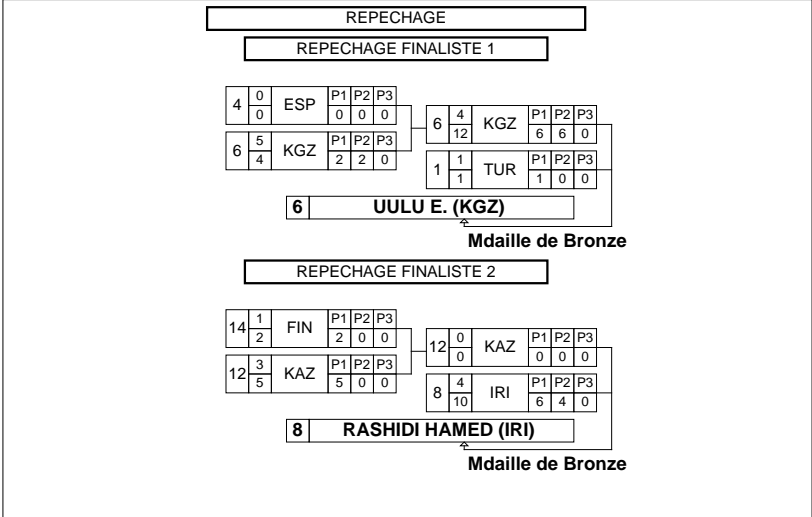 REPECHAGE
REPECHAGE FINALISTE 1
4 0 ESP P1 P2 P3
0 0 0 0
6 4 KGZ P1 P2 P3
12 6 6 0
6 5 KGZ P1 P2 P3
4 2 2 0
1 1 TUR P1 P2 P3
1 1 0 0
6 UULU E. (KGZ)
Mdaille de Bronze
REPECHAGE FINALISTE 2
14 1 FIN P1 P2 P3
2 2 0 0
12 0 KAZ P1 P2 P3
0 0 0 0
12 3 KAZ P1 P2 P3
5 5 0 0
8 4 IRI P1 P2 P3
10 6 4 0
8 RASHIDI HAMED (IRI)
Mdaille de Bronze